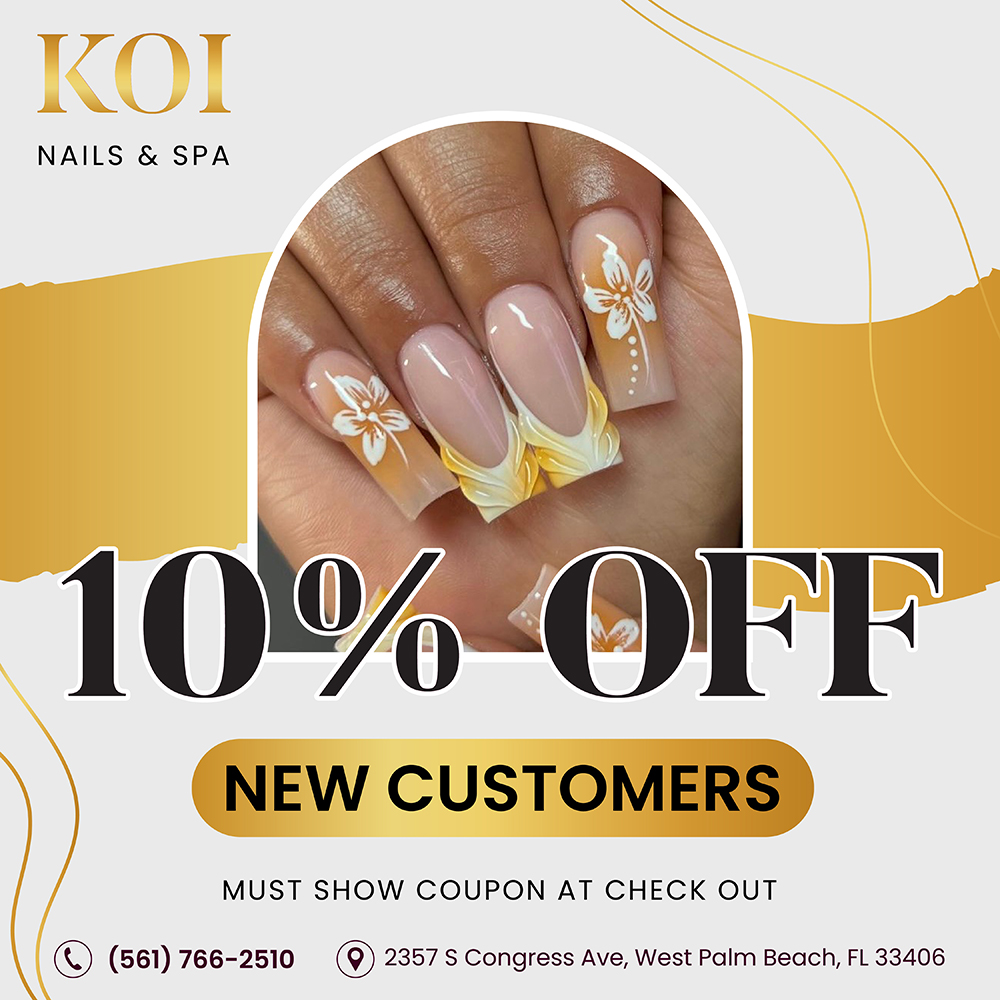 KOI
NAILS & SPA
10% OFF
NEW CUSTOMERS
MUST SHOW COUPON AT CHECK OUT
(561) 766-2510
2357 S Congress Ave, West Palm Beach, FL 33406